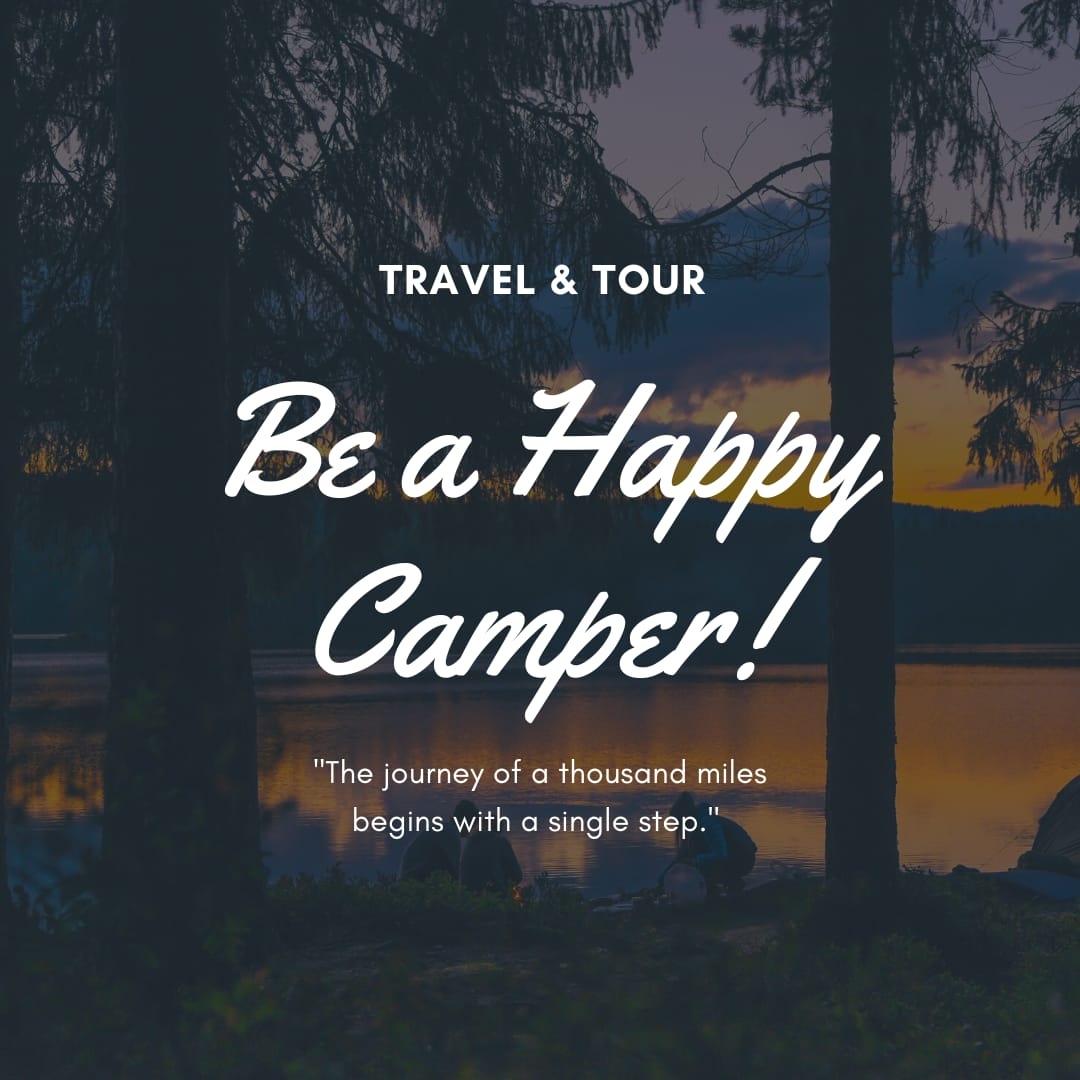 TRAVEL & TOUR
Be a Happy
Camper!
"The journey of a thousand miles
begins with a single step."